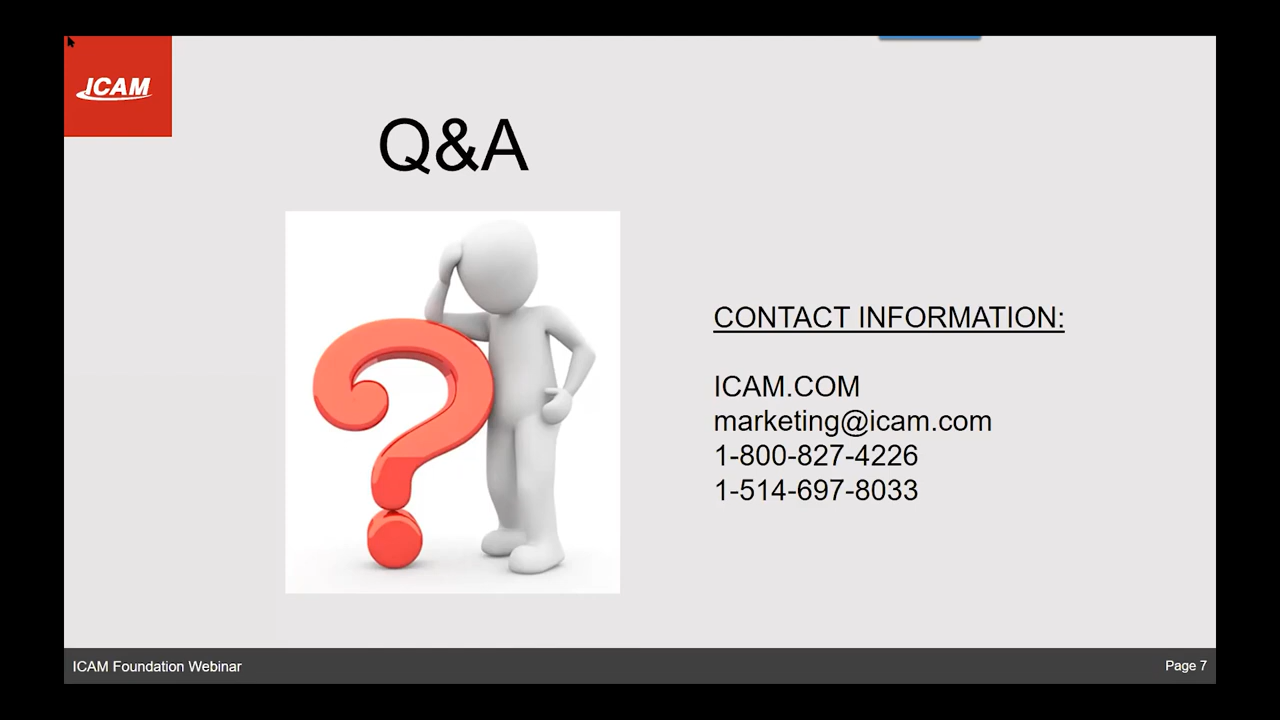 ICAM
Q&A
CONTACT INFORMATION:
ICAM.COM
marketing@icam.com
1-800-827-4226
1-514-697-8033
ICAM Foundation Webinar
Page 7